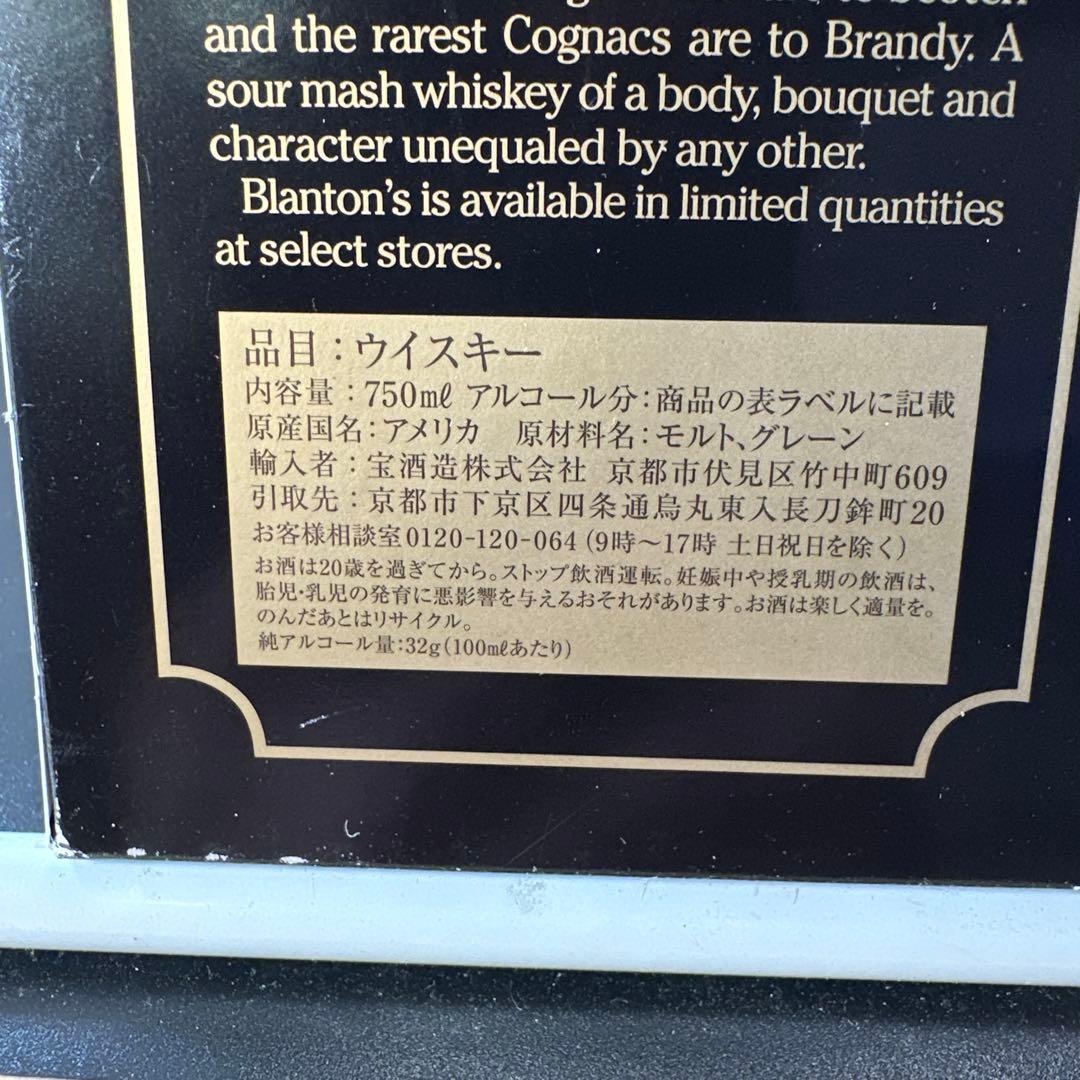 to scotch
and the rarest Cognacs are to Brandy. A
sour mash whiskey of a body, bouquet and
character unequaled by any other.
Blanton's is available in limited quantities
at select stores.
品目：ウイスキー
内容量：750mℓ アルコール分：商品の表ラベルに記載
原産国名：アメリカ 原材料名：モルト、グレーン
輸入者：宝酒造株式会社 京都市伏見区竹中町609
引取先：京都市下京区四条通烏丸東入長刀鉾町20
お客様相談室0120-120-064（9時〜17時 土日祝日を除く）
お酒は20歳を過ぎてから。ストップ飲酒運転。妊娠中や授乳期の飲酒は、
胎児・乳児の発育に悪影響を与えるおそれがあります。お酒は楽しく適量を。
のんだあとはリサイクル。
純アルコール量：32g（100mℓあたり）